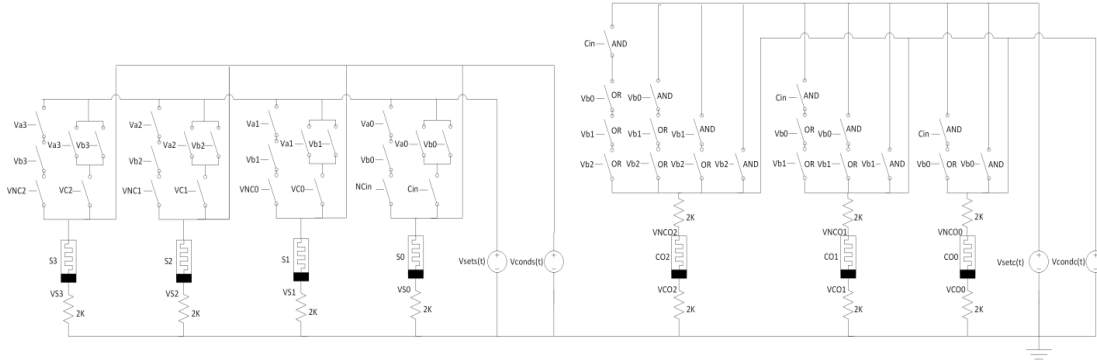 Cin AND
Vb0 OR Vb0 AND Cin AND
Va3 Va2 Va1 Va0
Vb1 OR OR Vb1 AND Vb0 OR Vb0 AND Cin AND
Va3 Vb3 Va2 Vb2 Va1 Vb1 Va0 Vb0
Vb3 Vb2 Vb1 Vb0
Vb2 OR Vb2 OR Vb2 OR Vb2 AND Vb1 OR Vb1 OR Vb1 AND Vb0 OR Vb0 AND
VNC2 VC2 VNC1 VC1 VNC0 VC0 NCin Cin
2K 2K 2K
VNCO2 VNCO1 VNCO0
S3 S2 S1 S0 Vsets(t) Vconds(t) CO2 CO1 CO0 Vsetc(t) Vcondc(t)
VS3 VS2 VS1 VS0 VCO2 VCO1 VCO0
2K 2K 2K 2K 2K 2K 2K